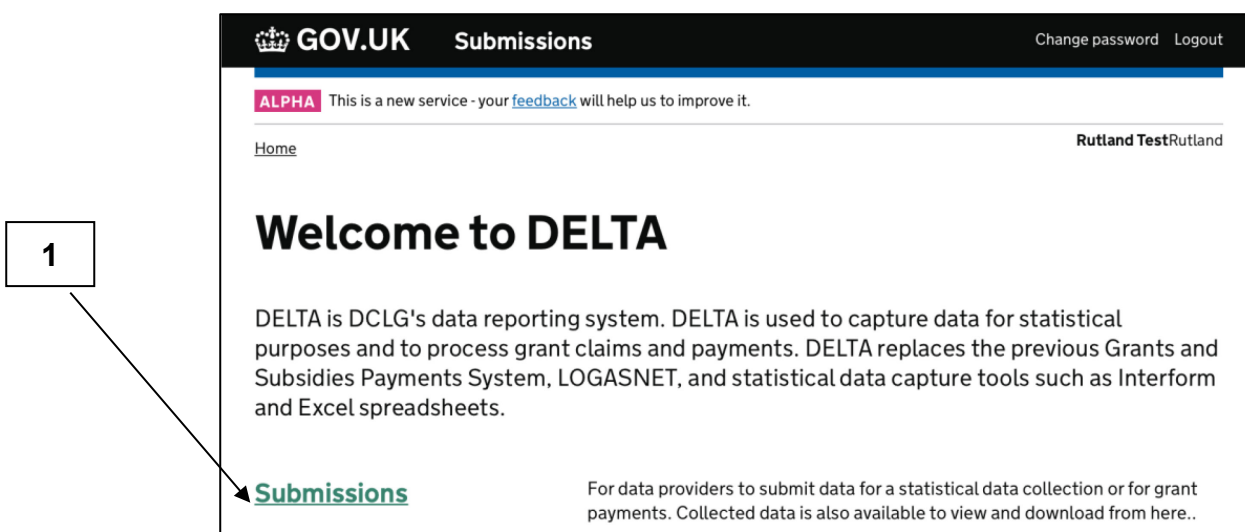 GOV.UK Submissions Change password Logout
ALPHA This is a new service - your feedback will help us to improve it.
Home Rutland TestRutland
Welcome to DELTA
1
DELTA is DCLG's data reporting system. DELTA is used to capture data for statistical
purposes and to process grant claims and payments. DELTA replaces the previous Grants and
Subsidies Payments System, LOGASNET, and statistical data capture tools such as Interform
and Excel spreadsheets.
Submissions For data providers to submit data for a statistical data collection or for grant
payments. Collected data is also available to view and download from here..